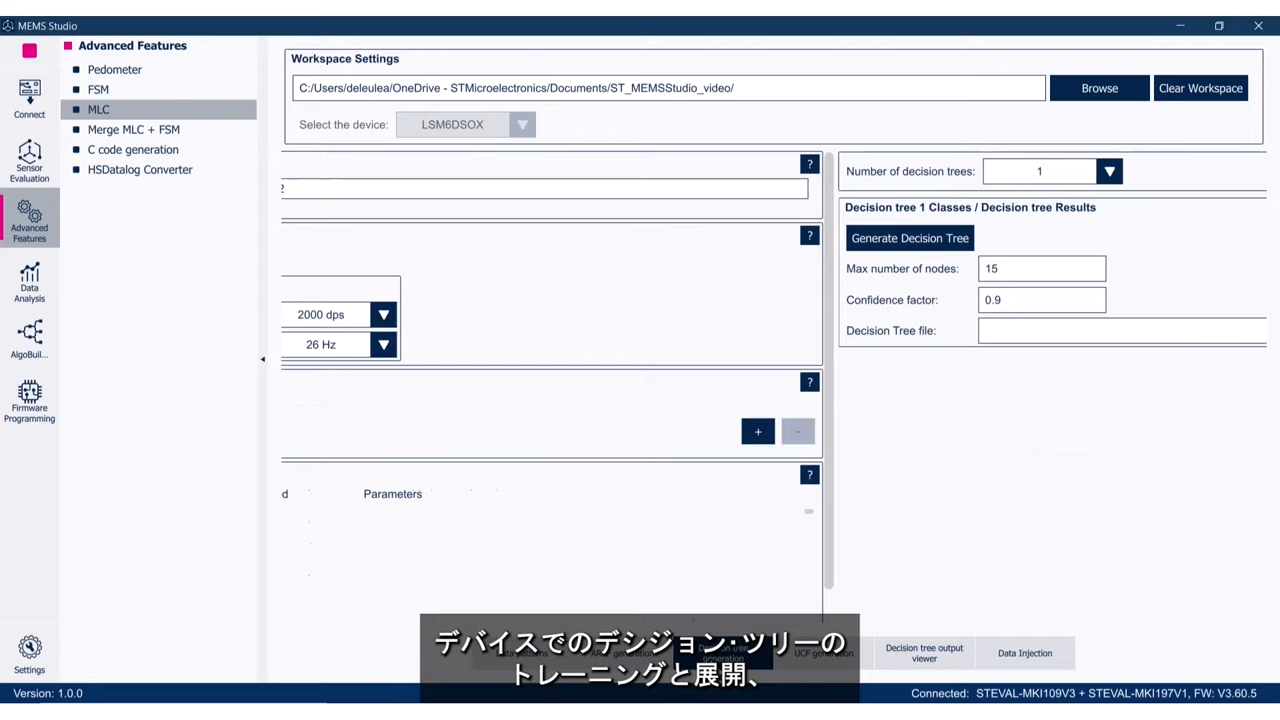 MEMS Studio
Connect
Sensor
Evaluation
Advanced
Features
Data
Analysis
AlgoBuil...
Firmware
Programming
Settings
Advanced Features
Pedometer
FSM
MLC
Merge MLC + FSM
C code generation
HSDatalog Converter
Workspace Settings
C:/Users/deleulea/OneDrive - STMicroelectronics/Documents/ST_MEMSStudio_video/
Browse
Clear Workspace
Select the device:
LSM6DSOX
?
2
?
2000 dps
26 Hz
?
+
-
?
d
Parameters
Number of decision trees:
1
Decision tree 1 Classes / Decision tree Results
Generate Decision Tree
Max number of nodes:
15
Confidence factor:
0.9
Decision Tree file:
デバイスでのデシジョン・ツリーの
トレーニングと展開、
UCF generation
Decision tree output
viewer
Data Injection
Version: 1.0.0
Connected: STEVAL-MKI109V3 + STEVAL-MKI197V1, FW: V3.60.5